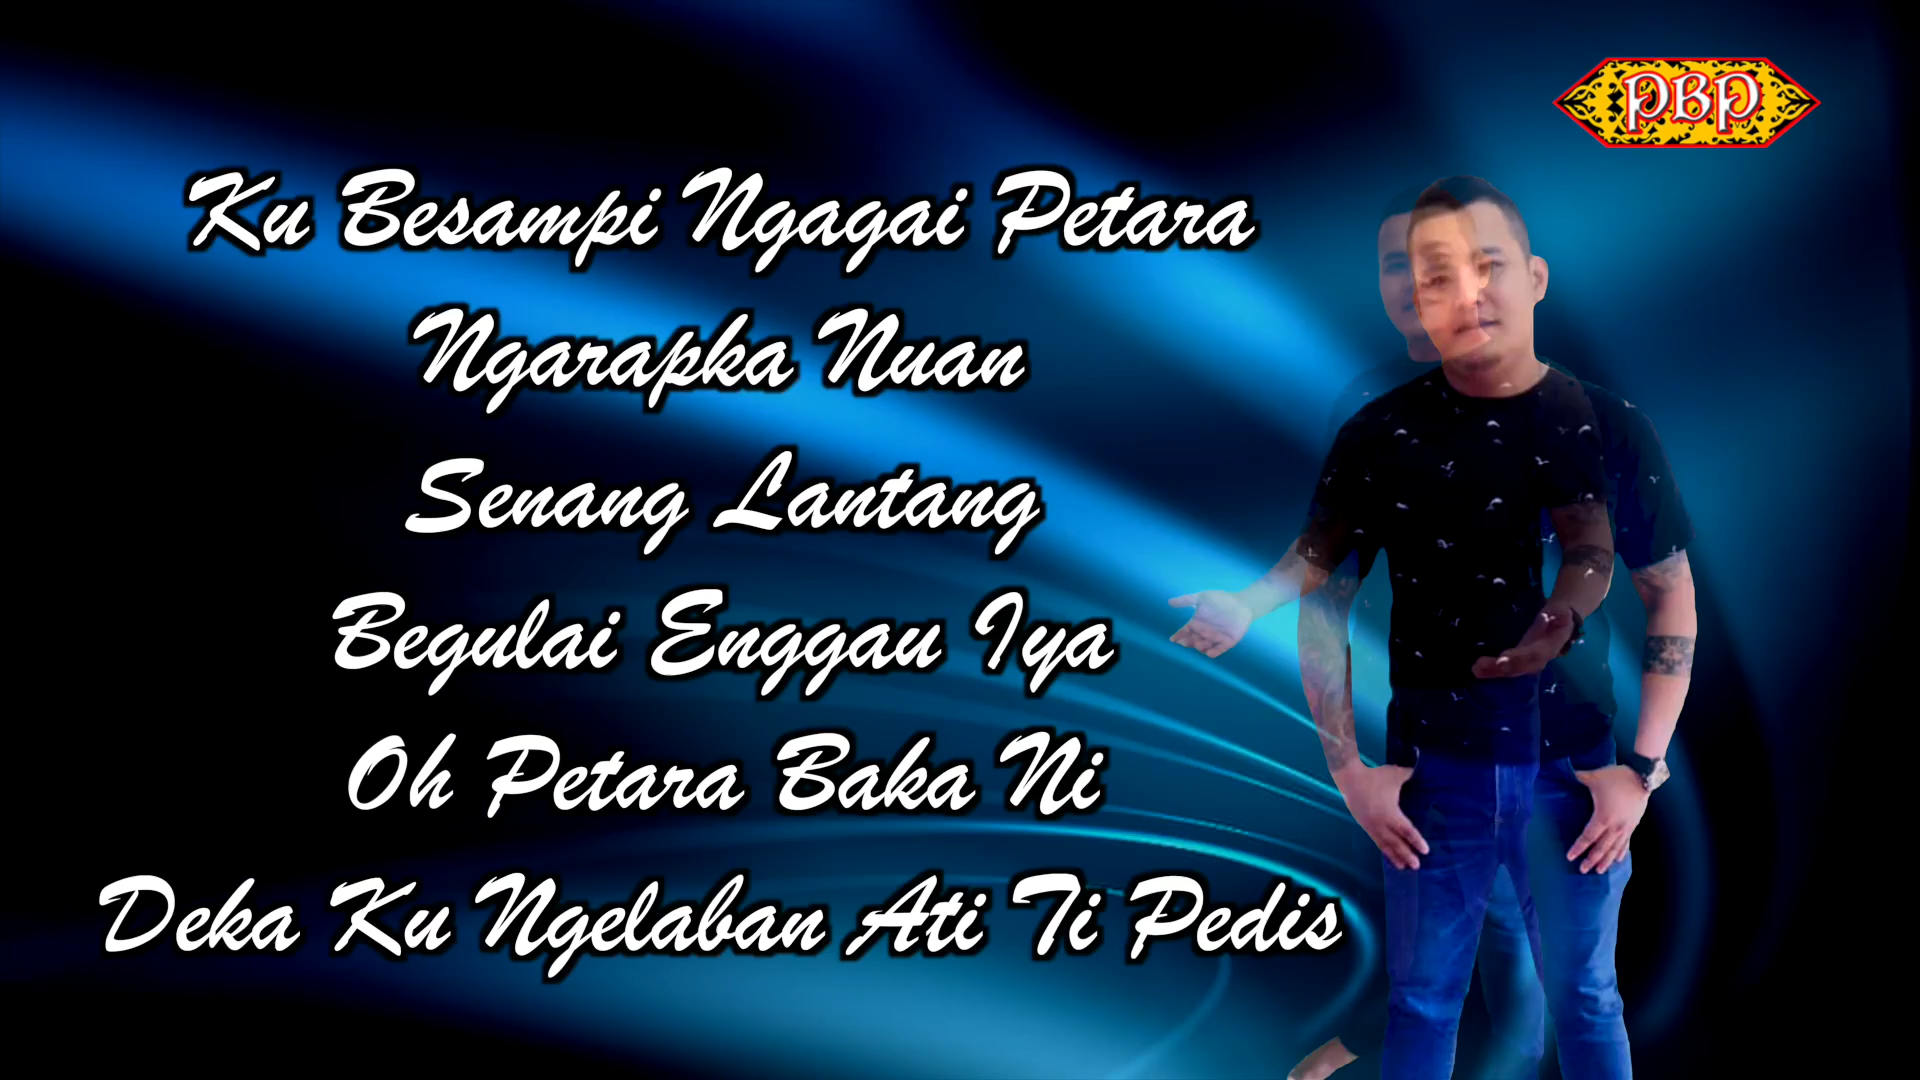 PBP
Ku Besampi Ngagai Petara
Ngarapka Nuan
Senang Lantang
Begulai Enggau Iya
Oh Petara Baka Ni
Deka Ku Ngelaban Ati Ti Pedis